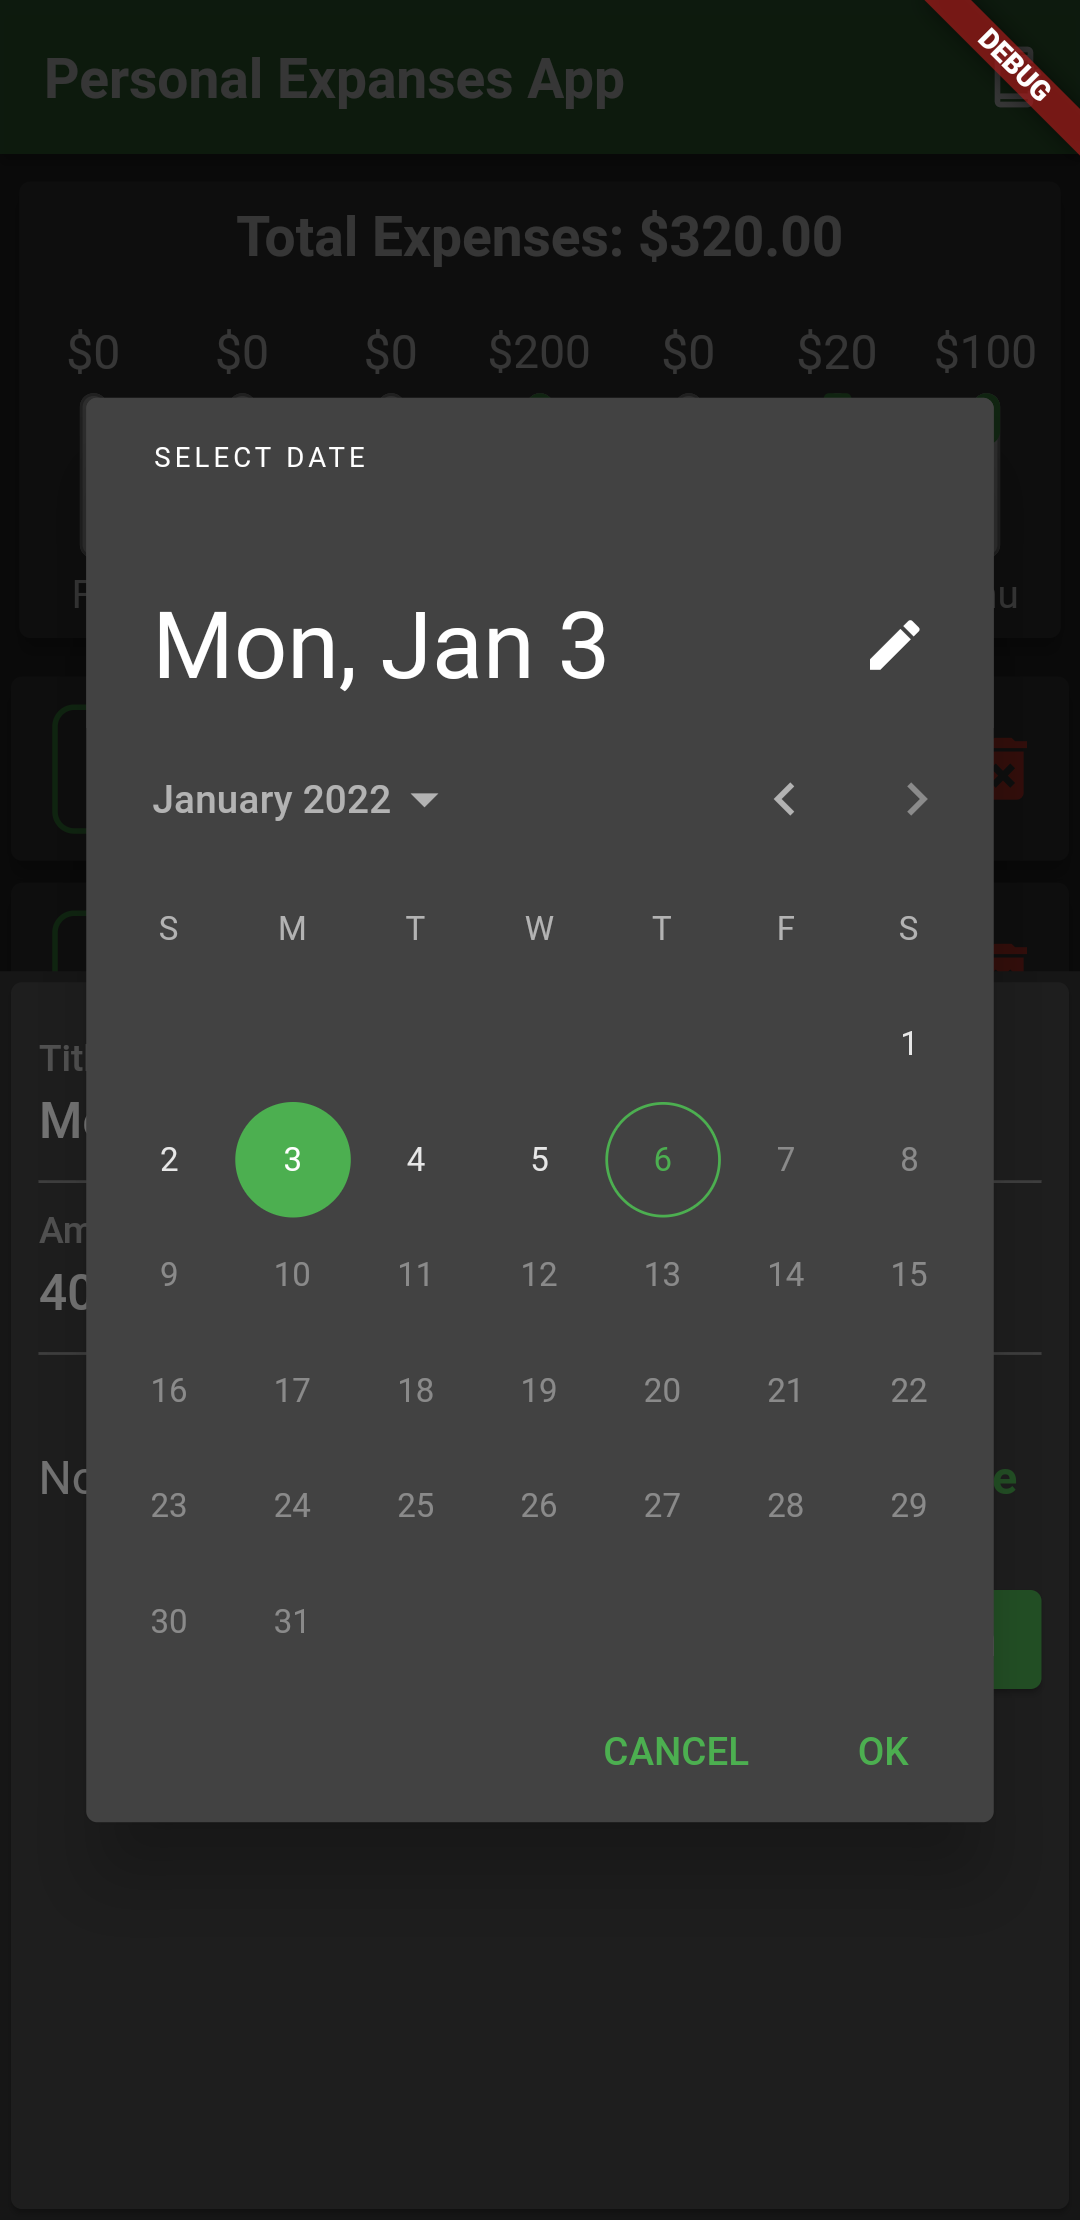 Personal Expanses App
DEBUG
Total Expenses: $320.00
$0 $0 $0 $200 $0 $20 $100
SELECT DATE
Mon, Jan 3
January 2022
S M T W T F S
1
2 3 4 5 6 7 8
9 10 11 12 13 14 15
16 17 18 19 20 21 22
23 24 25 26 27 28 29
30 31
CANCEL OK